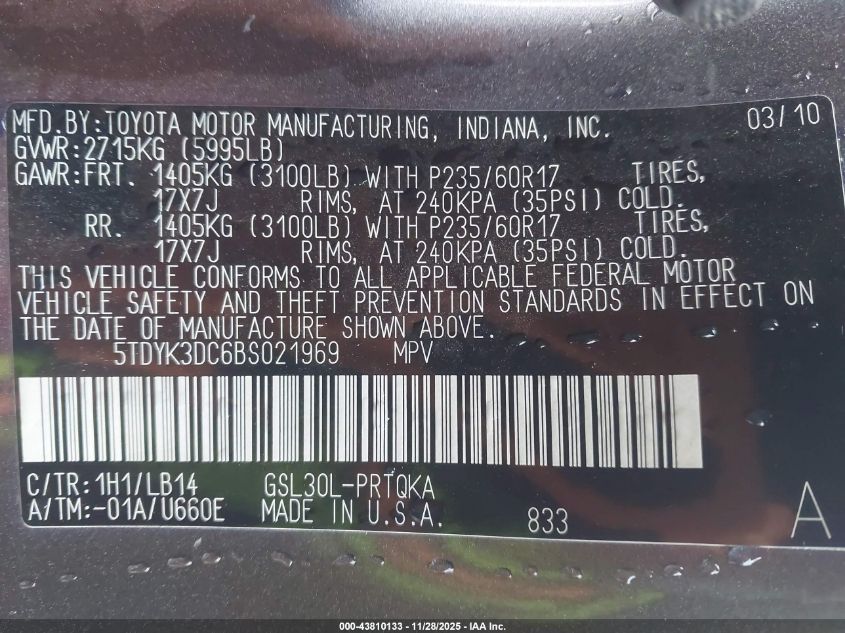 MFD.BY:TOYOTA MOTOR MANUFACTURING, INDIANA, INC. 03/10
GVWR:2715KG (5995LB)
GAWR:FRT. 1405KG (3100LB) WITH P235/60R17 TIRES,
17X7J RIMS, AT 240KPA (35PSI) COLD.
RR. 1405KG (3100LB) WITH P235/60R17 TIRES,
17X7J RIMS, AT 240KPA (35PSI) COLD.
THIS VEHICLE CONFORMS TO ALL APPLICABLE FEDERAL MOTOR
VEHICLE SAFETY AND THEFT PREVENTION STANDARDS IN EFFECT ON
THE DATE OF MANUFACTURE SHOWN ABOVE.
5TDYK3DC6BS021969 MPV
C/TR:1H1/LB14 GSL30L-PRTQKA
A/TM:-01A/U660E MADE IN U.S.A. 833 A
000-43810133 - 11/28/2025 - IAA Inc.